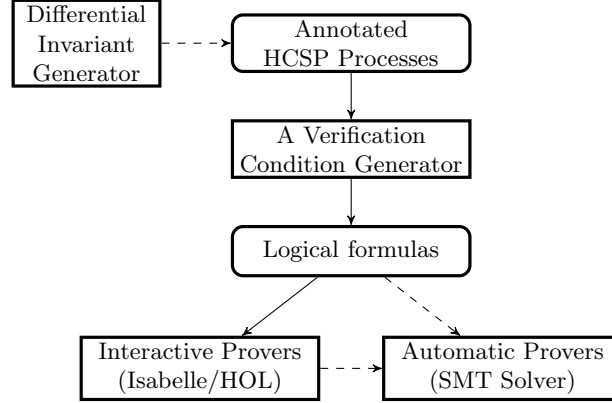 Differential
Invariant
Generator
Annotated
HCSP Processes
A Verification
Condition Generator
Logical formulas
Interactive Provers
(Isabelle/HOL)
Automatic Provers
(SMT Solver)